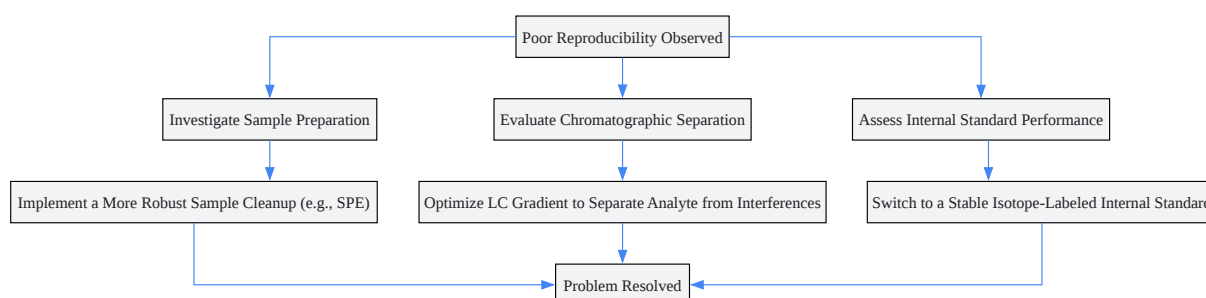 Poor Reproducibility Observed
Investigate Sample Preparation
Evaluate Chromatographic Separation
Assess Internal Standard Performance
Implement a More Robust Sample Cleanup (e.g., SPE)
Optimize LC Gradient to Separate Analyte from Interferences
Switch to a Stable Isotope-Labeled Internal Standard
Problem Resolved